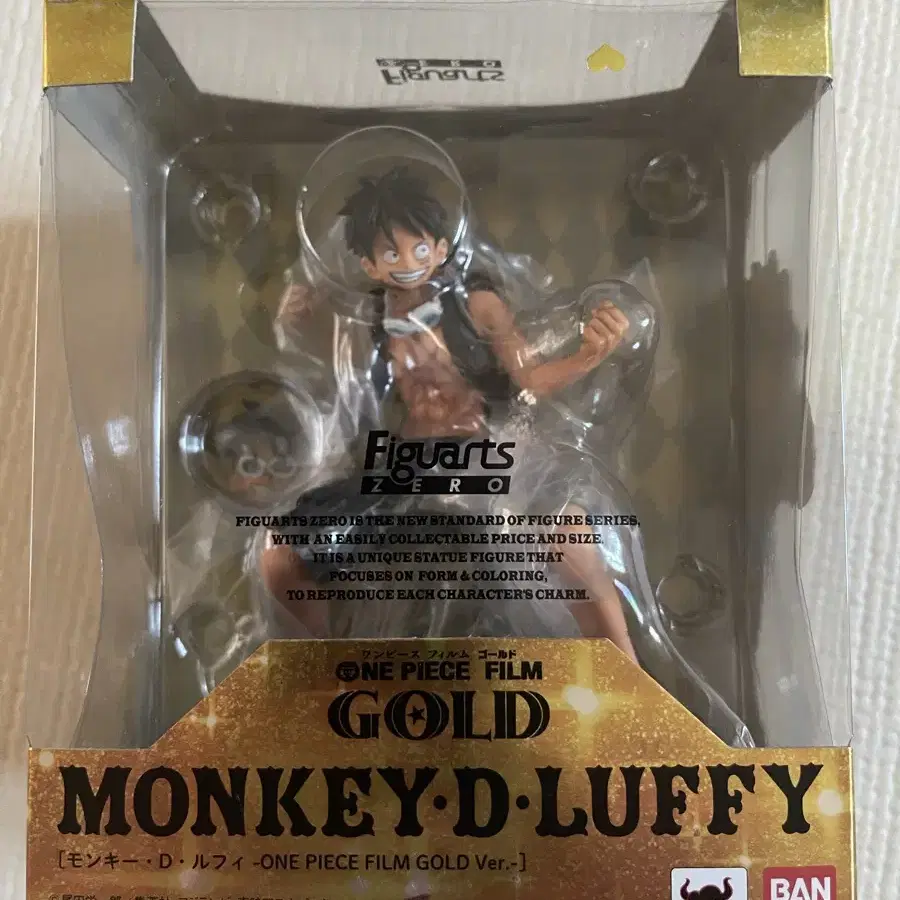 Figuarts
ZERO
Figuarts
ZERO
FIGUARTS ZERO IS THE NEW STANDARD OF FIGURE SERIES,
WITH AN EASILY COLLECTABLE PRICE AND SIZE.
IT IS A UNIQUE STATUE FIGURE THAT
FOCUSES ON FORM & COLORING,
TO REPRODUCE EACH CHARACTER'S CHARM.
ワンピース フィルム ゴールド
ONE PIECE FILM
GOLD
MONKEY・D・LUFFY
[モンキー・D・ルフィ -ONE PIECE FILM GOLD Ver.-]
BAN